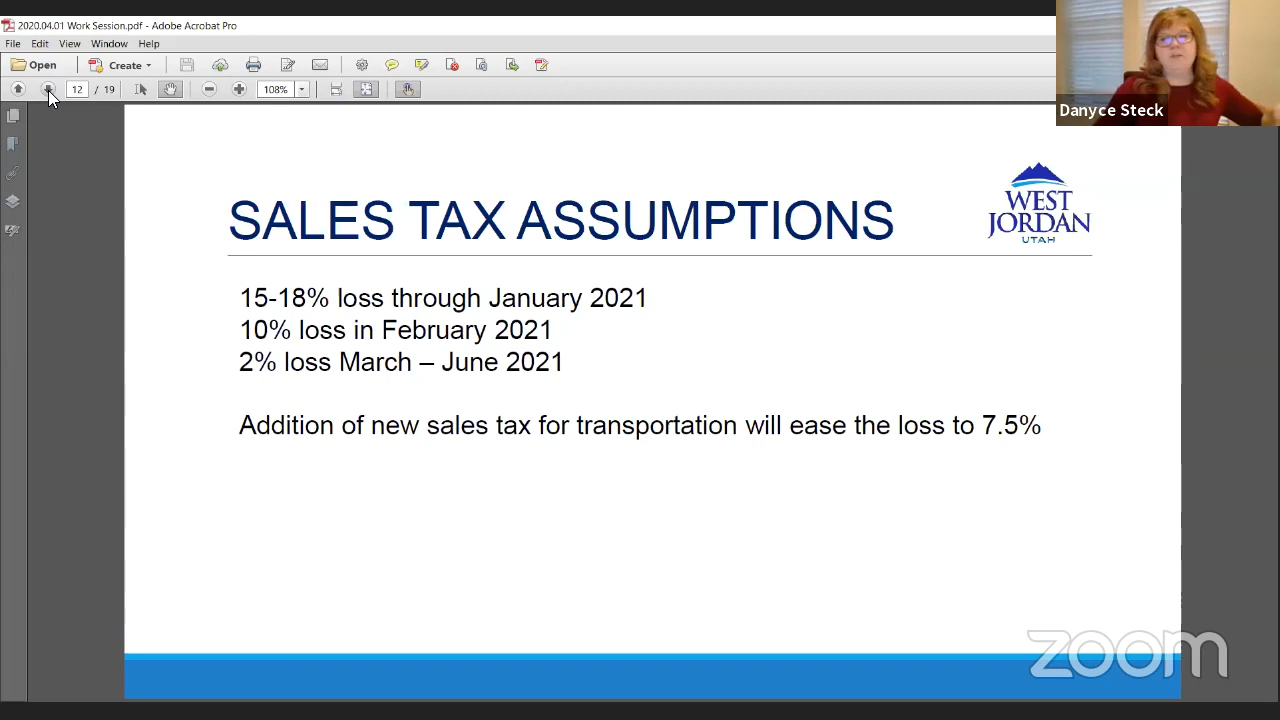 2020.04.01 Work Session.pdf - Adobe Acrobat Pro
File Edit View Window Help
Open Create
12 / 19 108%
Danyce Steck
WEST
JORDAN
UTAH
SALES TAX ASSUMPTIONS
15-18% loss through January 2021
10% loss in February 2021
2% loss March – June 2021
Addition of new sales tax for transportation will ease the loss to 7.5%
zoom